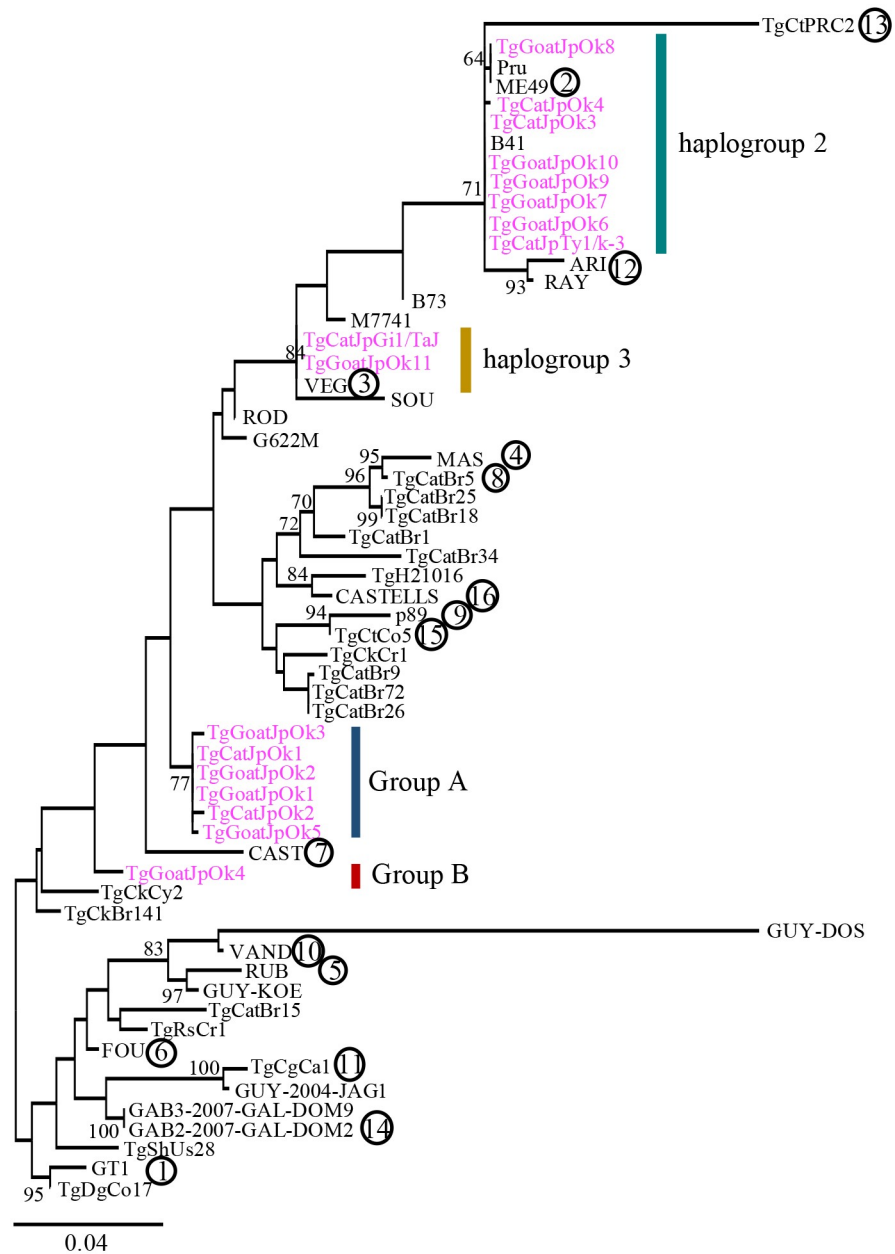 TgCtPRC2 13
TgGoatJpOk8
64
Pru
ME49 2
TgCatJpOk4
TgCatJpOk3
B41
haplogroup 2
TgGoatJpOk10
TgGoatJpOk9
71
TgGoatJpOk7
TgGoatJpOk6
TgCatJpTy1/k-3
ARI 12
93 RAY
B73
M7741
TgCatJpGi1/TaJ
84
TgGoatJpOk11
haplogroup 3
VEG 3
SOU
ROD
G622M
95 MAS 4
96 TgCatBr5 8
TgCatBr25
70
99 TgCatBr18
72
TgCatBr1
TgCatBr34
84 TgH21016
CASTELLS 16
94 p89 9
TgCtCo5 15
TgCkCr1
TgCatBr9
TgCatBr72
TgCatBr26
TgGoatJpOk3
TgCatJpOk1
77 TgGoatJpOk2
Group A
TgGoatJpOk1
TgCatJpOk2
TgGoatJpOk5
CAST 7
TgGoatJpOk4
Group B
TgCkCy2
TgCkBr141
GUY-DOS
83 VAND 10
RUB 5
97 GUY-KOE
TgCatBr15
TgRsCr1
FOU 6
100 TgCgCa1 11
GUY-2004-JAG1
GAB3-2007-GAL-DOM9
100 GAB2-2007-GAL-DOM2 14
TgShUs28
GT1 1
95 TgDgCo17
0.04